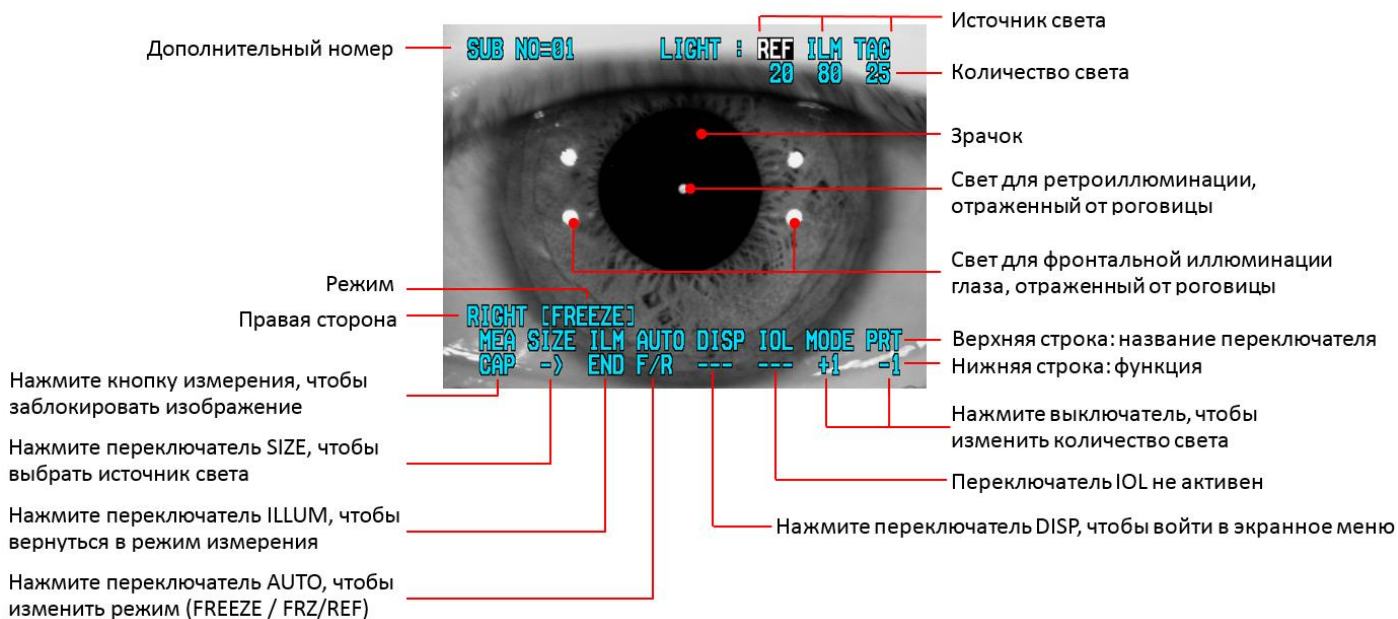 Источник света
Дополнительный номер
SUB NO=01 LIGHT : REF ILM TAG
20 80 25
Количество света
Зрачок
Свет для ретроиллюминации,
отраженный от роговицы
Свет для фронтальной иллюминации
глаза, отраженный от роговицы
Режим
Правая сторона
RIGHT [FREEZE]
MEA SIZE ILM AUTO DISP IOL MODE PRT
CAP -> END F/R --- --- +1 -1
Верхняя строка: название переключателя
Нижняя строка: функция
Нажмите кнопку измерения, чтобы
заблокировать изображение
Нажмите выключатель, чтобы
изменить количество света
Нажмите переключатель SIZE, чтобы
выбрать источник света
Переключатель IOL не активен
Нажмите переключатель ILLUM, чтобы
вернуться в режим измерения
Нажмите переключатель DISP, чтобы войти в экранное меню
Нажмите переключатель AUTO, чтобы
изменить режим (FREEZE / FRZ/REF)